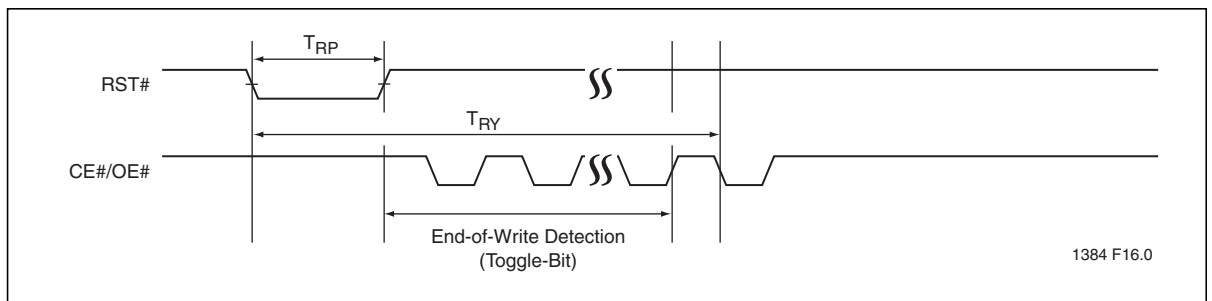 TRP
RST#
TRY
CE#/OE#
End-of-Write Detection
(Toggle-Bit)
1384 F16.0